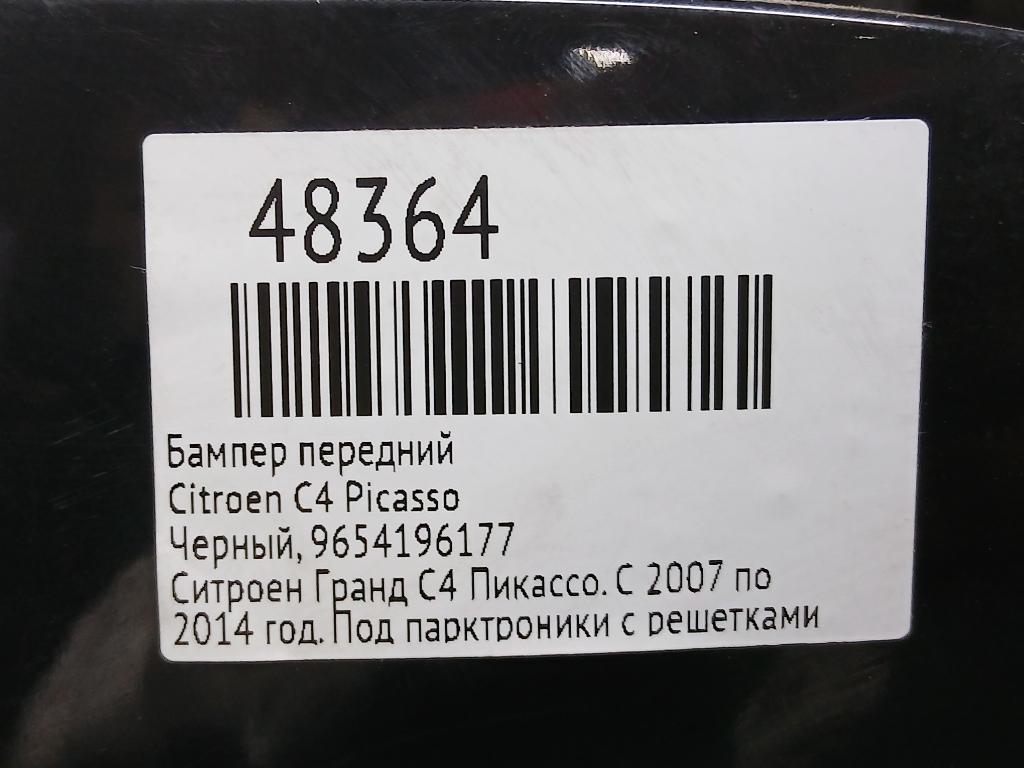 48364
Бампер передний
Citroen C4 Picasso
Черный, 9654196177
Ситроен Гранд С4 Пикассо. С 2007 по
2014 год. Под парктроники с решетками